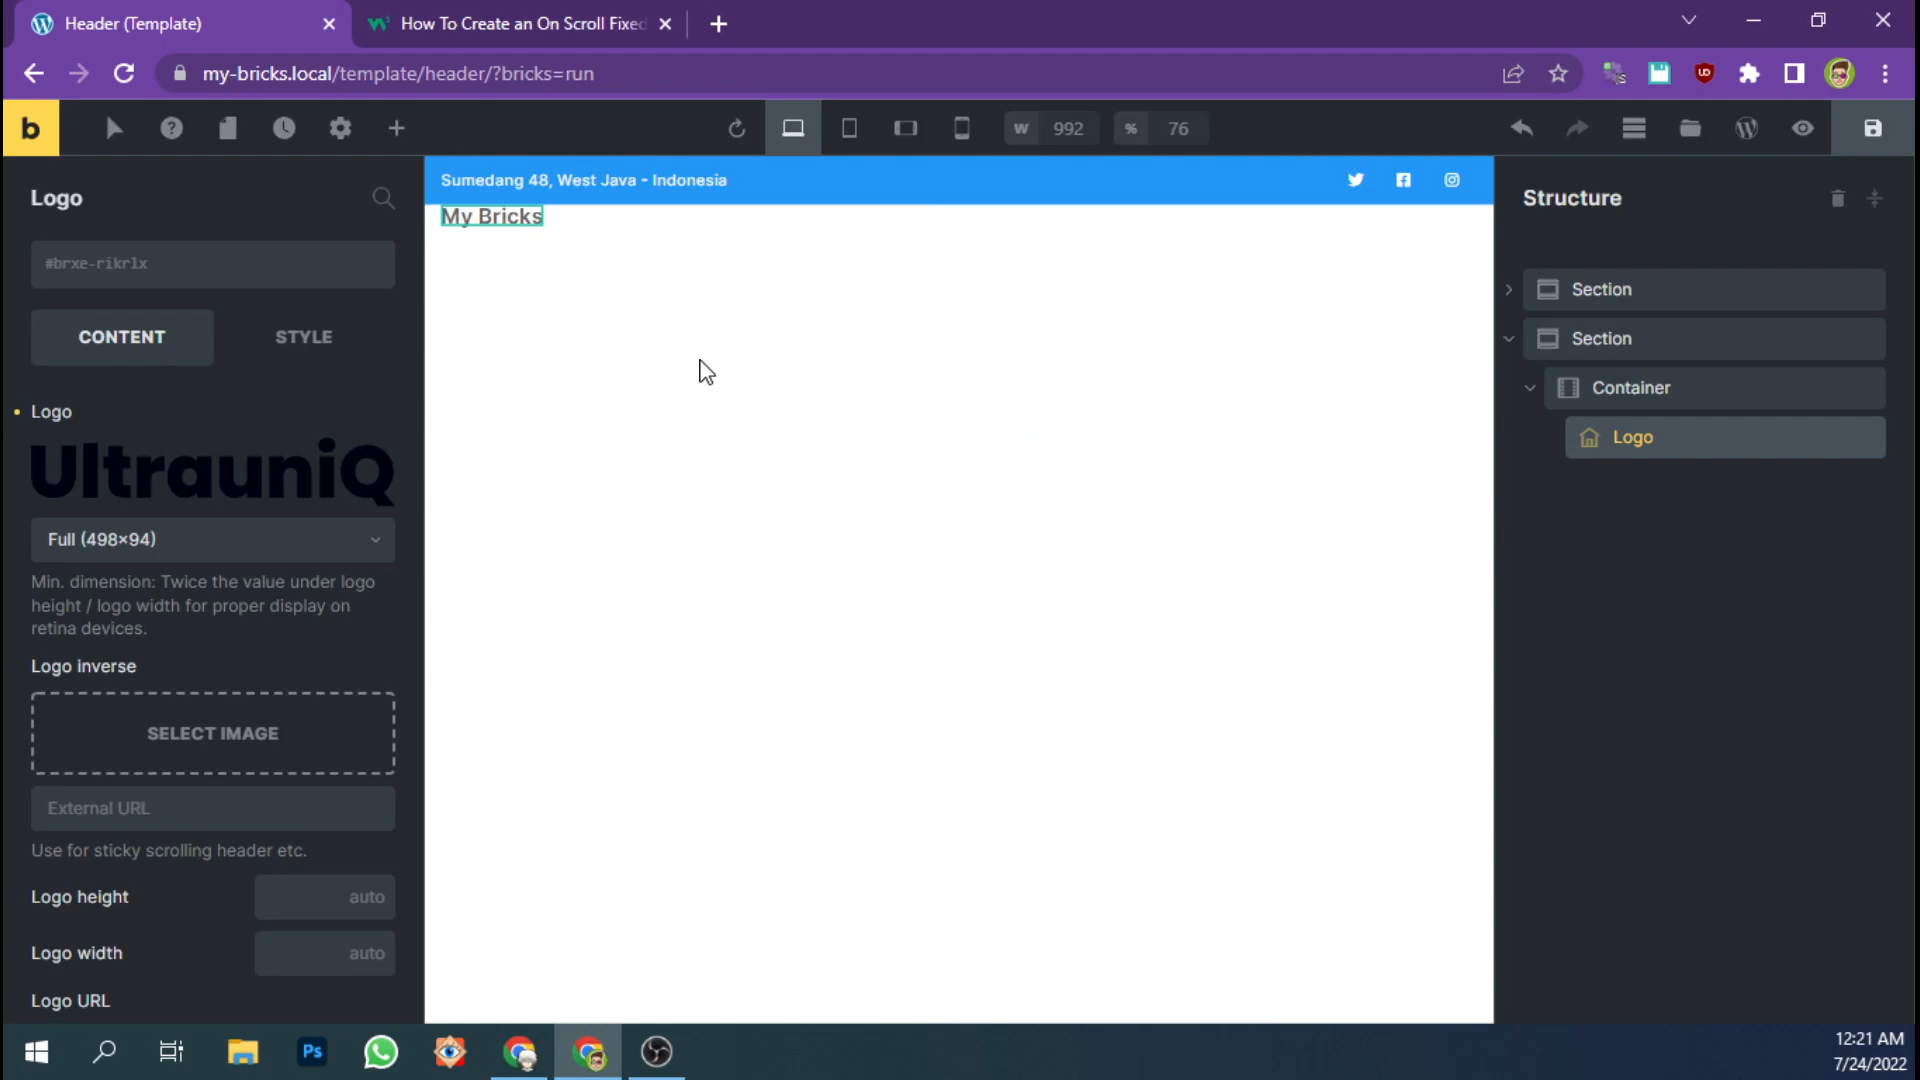 Header (Template)
How To Create an On Scroll Fixed
my-bricks.local/template/header/?bricks=run
b
W 992
% 76
Logo
#brxe-rikrlx
CONTENT
STYLE
Logo
UltrauniQ
Full (498×94)
Min. dimension: Twice the value under logo
height / logo width for proper display on
retina devices.
Logo inverse
SELECT IMAGE
External URL
Use for sticky scrolling header etc.
Logo height
auto
Logo width
auto
Logo URL
Sumedang 48, West Java - Indonesia
My Bricks
Structure
Section
Section
Container
Logo
Ps
12:21 AM
7/24/2022